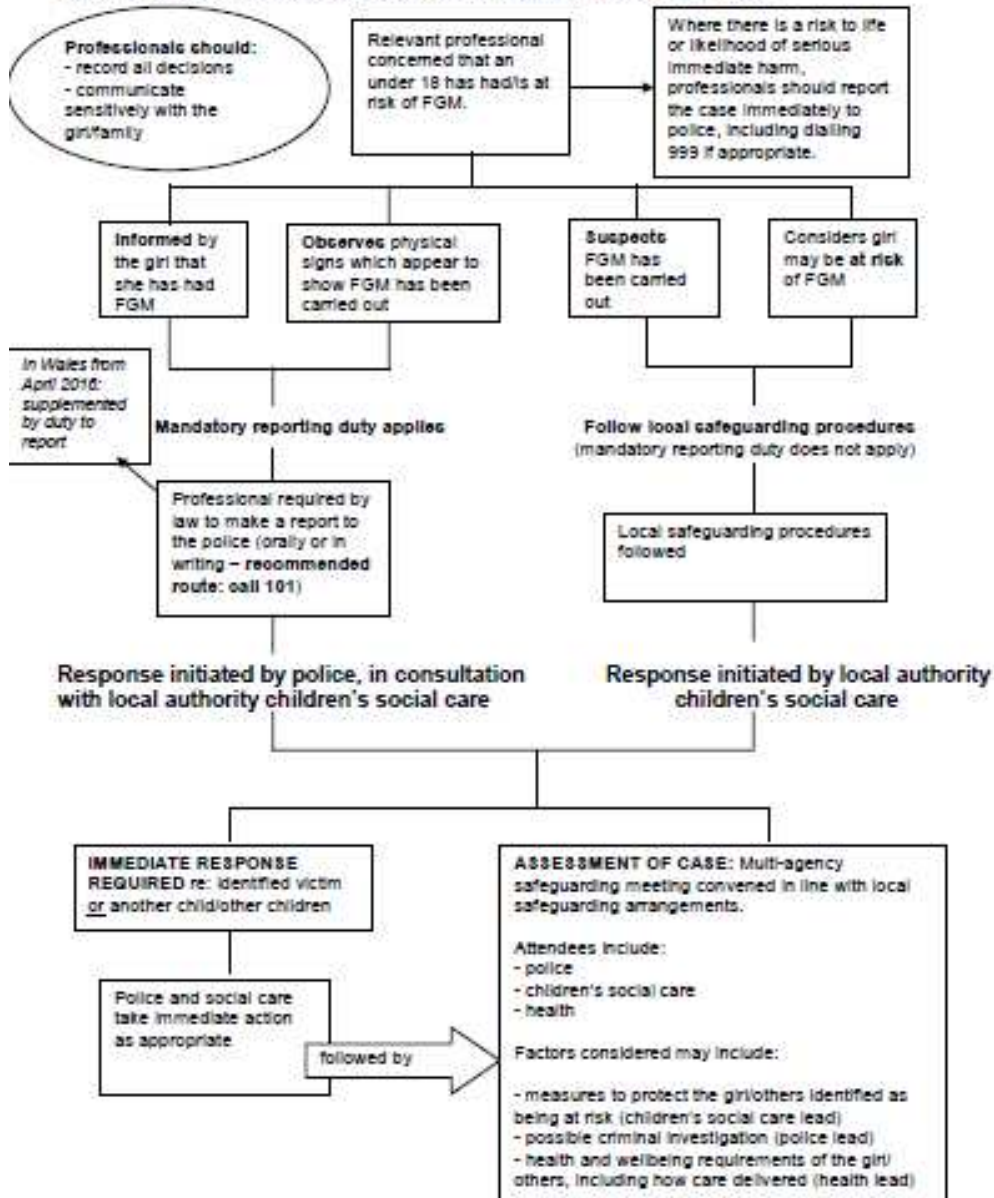 Professionals should:
- record all decisions
- communicate
sensitively with the
girl/family
Relevant professional
concerned that an
under 18 has had/is at
risk of FGM.
Where there is a risk to life
or likelihood of serious
immediate harm,
professionals should report
the case immediately to
police, including dialling
999 if appropriate.
Informed by
the girl that
she has had
FGM
Observes physical
signs which appear to
show FGM has been
carried out
Suspects
FGM has
been carried
out
Considers girl
may be at risk
of FGM
In Wales from
April 2016:
supplemented
by duty to
report
Mandatory reporting duty applies
Follow local safeguarding procedures
(mandatory reporting duty does not apply)
Professional required by
law to make a report to
the police (orally or in
writing – recommended
route: call 101)
Local safeguarding procedures
followed
Response initiated by police, in consultation
with local authority children's social care
Response initiated by local authority
children's social care
IMMEDIATE RESPONSE
REQUIRED re: identified victim
or another child/other children
Police and social care
take immediate action
as appropriate
followed by
ASSESSMENT OF CASE: Multi-agency
safeguarding meeting convened in line with local
safeguarding arrangements.
Attendees include:
- police
- children's social care
- health
Factors considered may include:
- measures to protect the girl/others identified as
being at risk (children's social care lead)
- possible criminal investigation (police lead)
- health and wellbeing requirements of the girl/
others, including how care delivered (health lead)